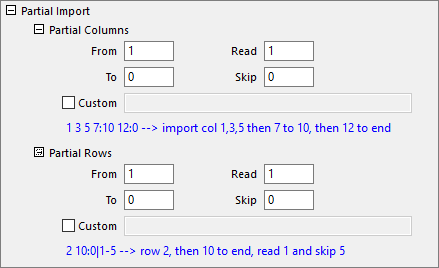 Partial Import
Partial Columns
From 1 Read 1
To 0 Skip 0
Custom
1 3 5 7:10 12:0 --> import col 1,3,5 then 7 to 10, then 12 to end
Partial Rows
From 1 Read 1
To 0 Skip 0
Custom
2 10:0|1-5 --> row 2, then 10 to end, read 1 and skip 5